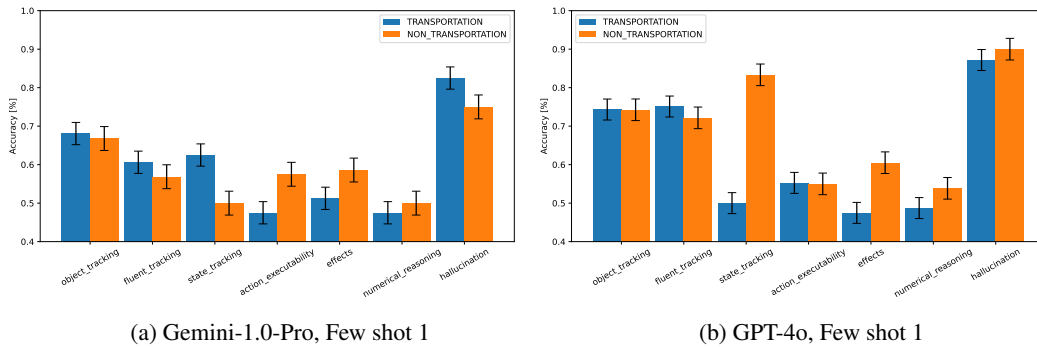 1.0
0.9
0.8
0.7
0.6
0.5
0.4
Accuracy [%]
TRANSPORTATION
NON_TRANSPORTATION
object_tracking
fluent_tracking
state_tracking
action_executability
effects
numerical_reasoning
hallucination
(a) Gemini-1.0-Pro, Few shot 1
1.0
0.9
0.8
0.7
0.6
0.5
0.4
Accuracy [%]
TRANSPORTATION
NON_TRANSPORTATION
object_tracking
fluent_tracking
state_tracking
action_executability
effects
numerical_reasoning
hallucination
(b) GPT-4o, Few shot 1